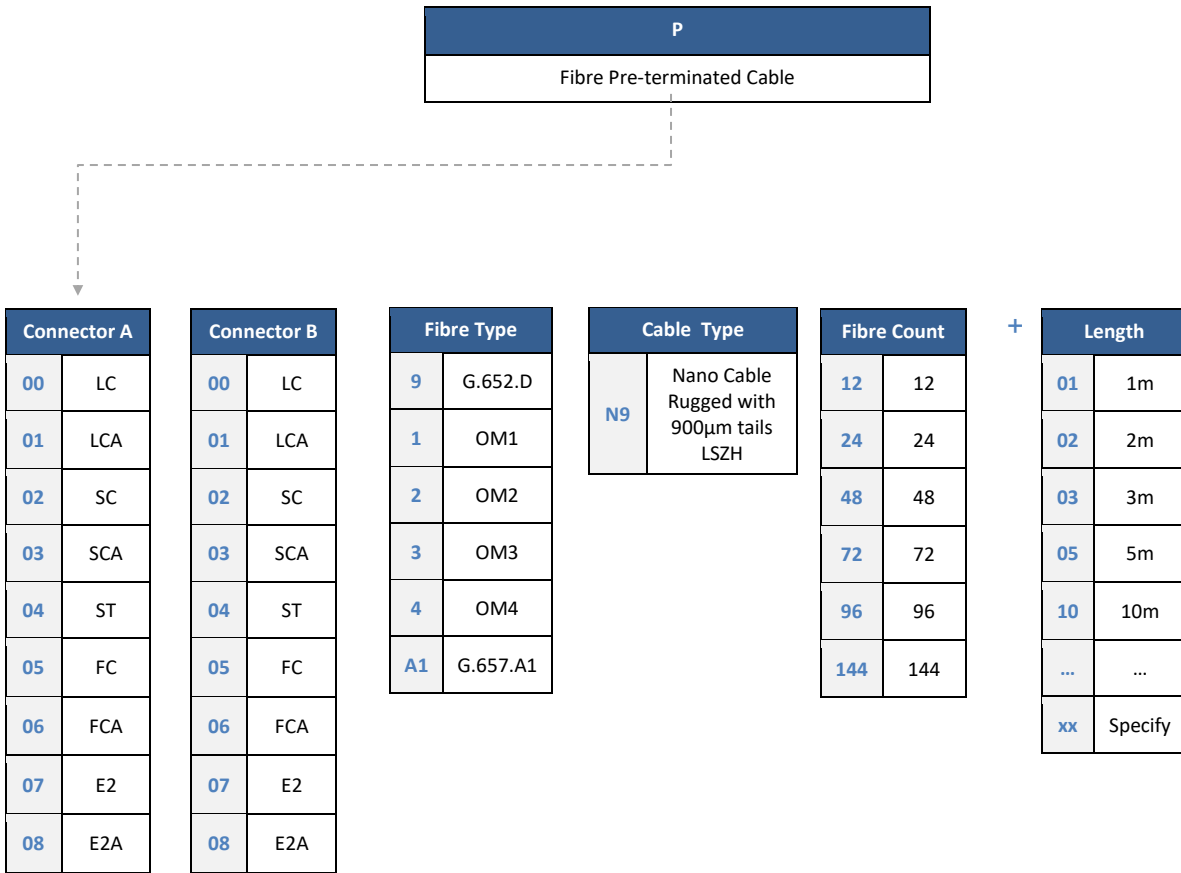 P
Fibre Pre-terminated Cable
Connector A
00 LC
01 LCA
02 SC
03 SCA
04 ST
05 FC
06 FCA
07 E2
08 E2A
Connector B
00 LC
01 LCA
02 SC
03 SCA
04 ST
05 FC
06 FCA
07 E2
08 E2A
Fibre Type
9 G.652.D
1 OM1
2 OM2
3 OM3
4 OM4
A1 G.657.A1
Cable Type
N9
Nano Cable
Rugged with
900µm tails
LSZH
Fibre Count
12 12
24 24
48 48
72 72
96 96
144 144
+
Length
01 1m
02 2m
03 3m
05 5m
10 10m
... ...
xx Specify